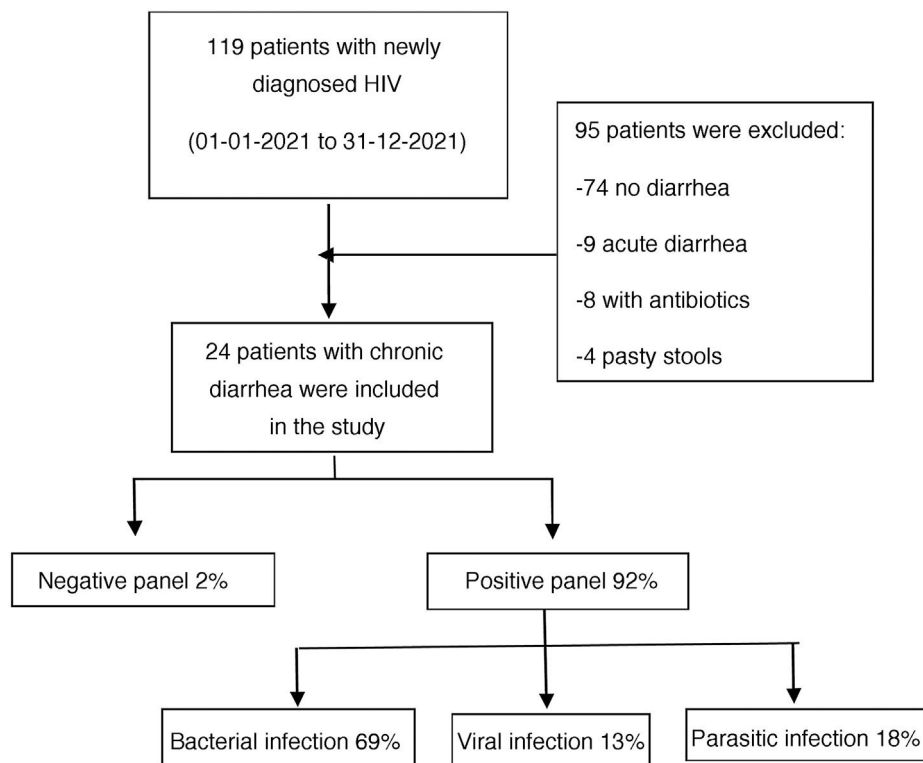 119 patients with newly
diagnosed HIV
(01-01-2021 to 31-12-2021)
95 patients were excluded:
-74 no diarrhea
-9 acute diarrhea
-8 with antibiotics
-4 pasty stools
24 patients with chronic
diarrhea were included
in the study
Negative panel 2%
Positive panel 92%
Bacterial infection 69%
Viral infection 13%
Parasitic infection 18%